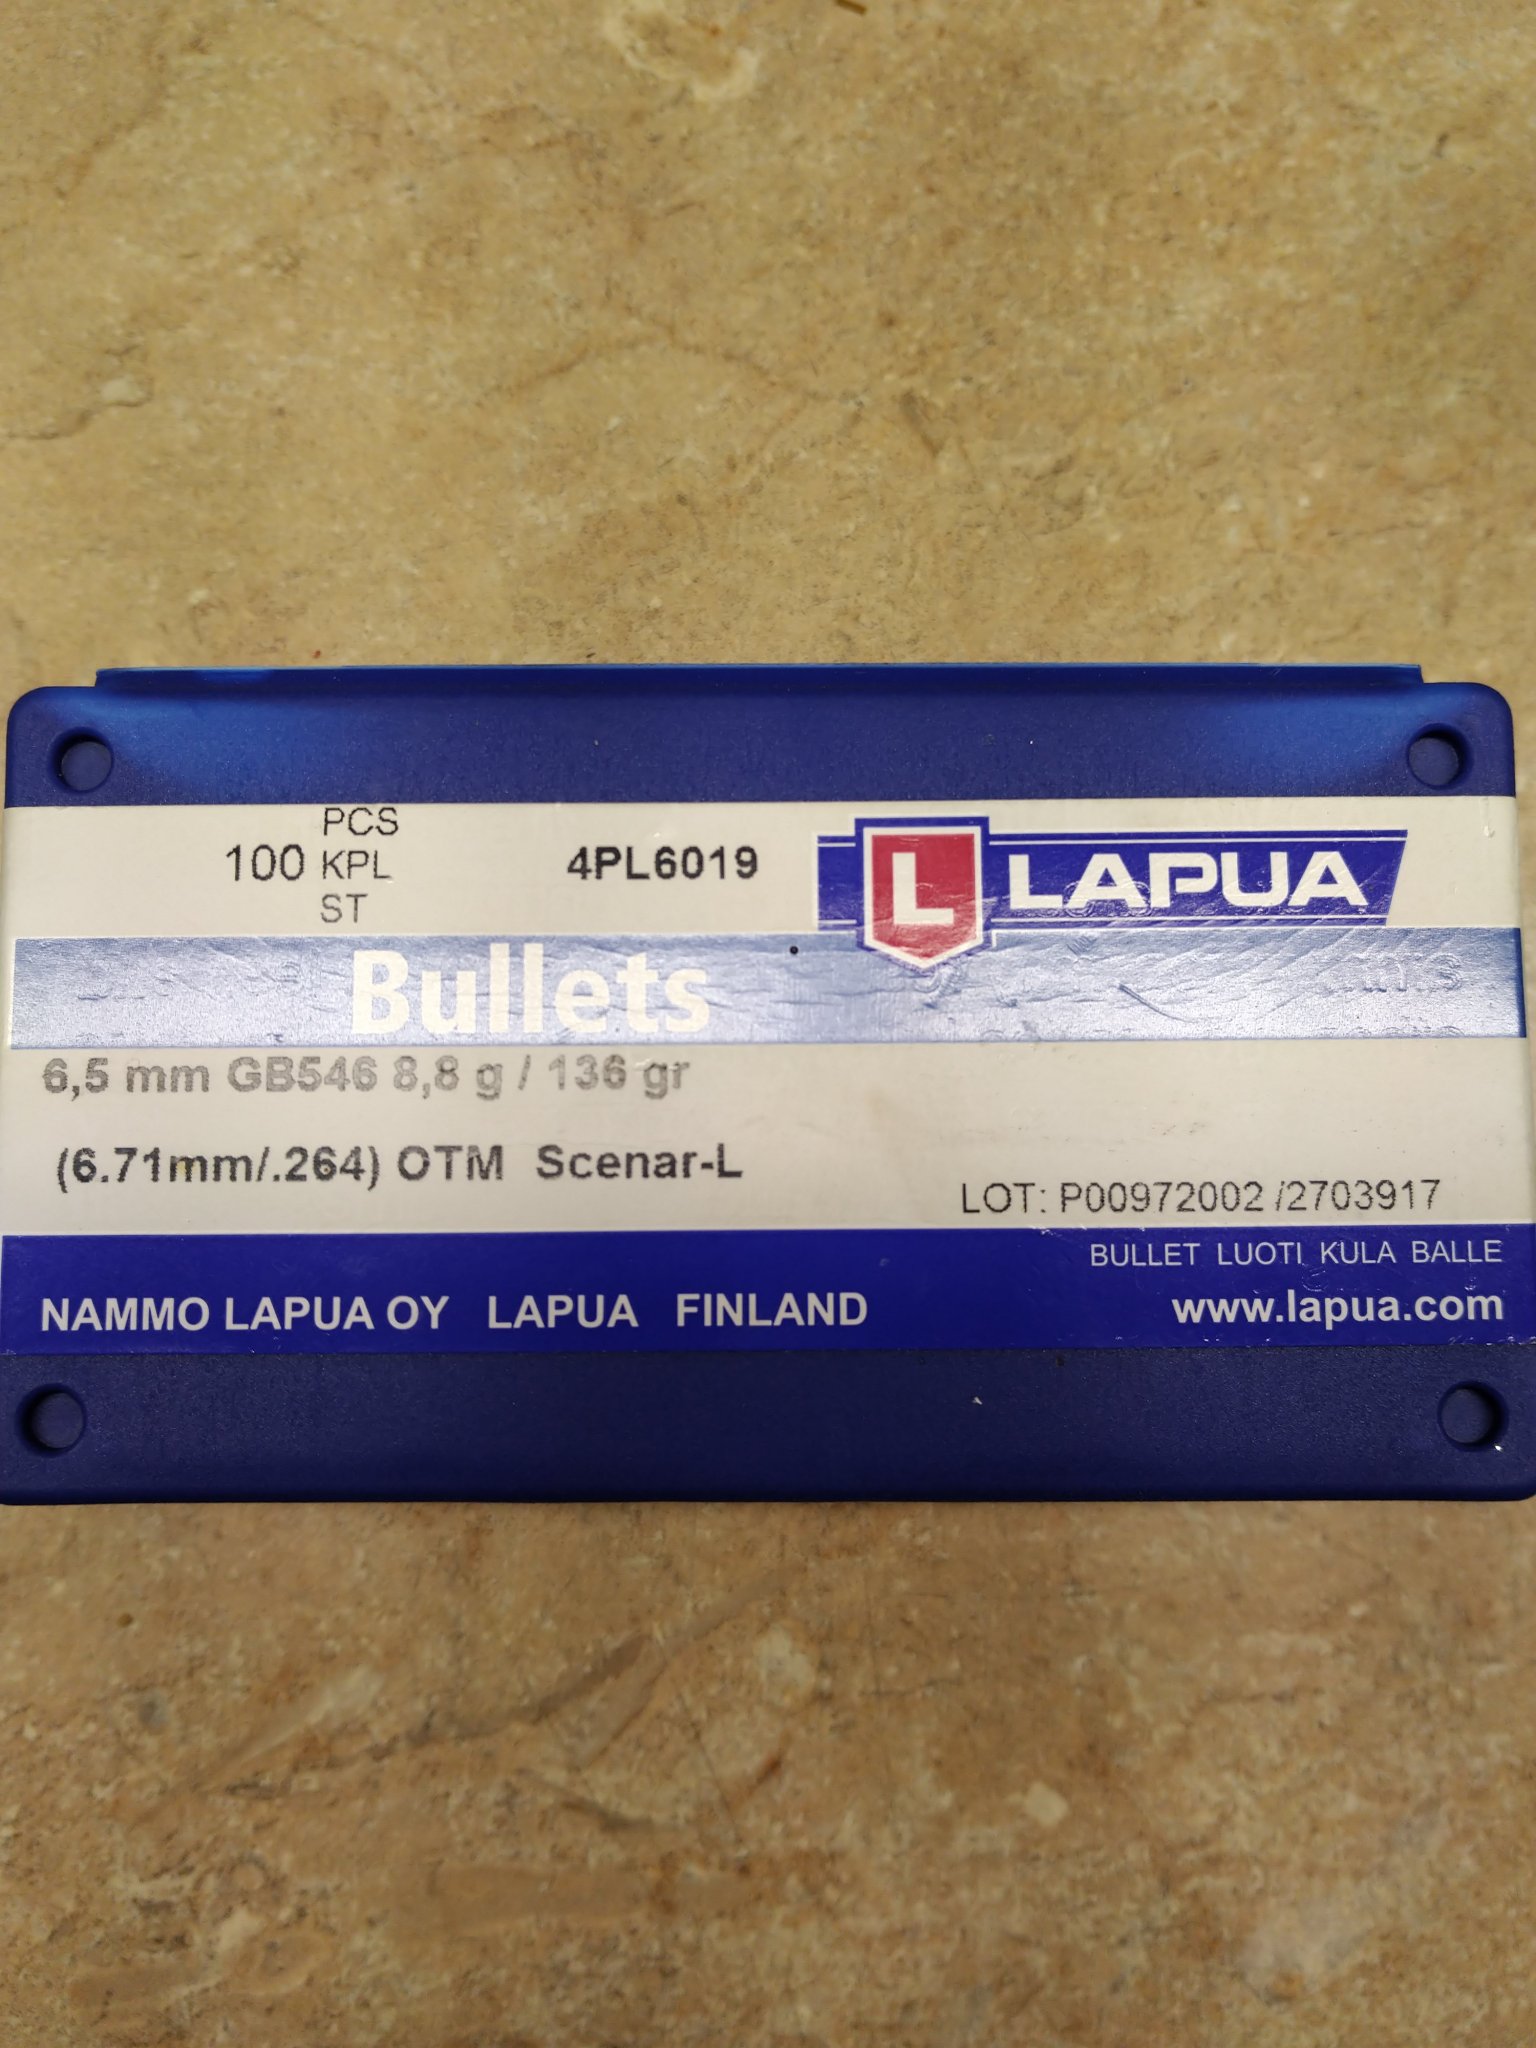 100 PCS
KPL
ST
4PL6019
L LAPUA
Bullets
6,5 mm GB546 8,8 g / 136 gr
(6.71mm/.264) OTM Scenar-L
LOT: P00972002 /2703917
BULLET LUOTI KULA BALLE
NAMMO LAPUA OY LAPUA FINLAND
www.lapua.com